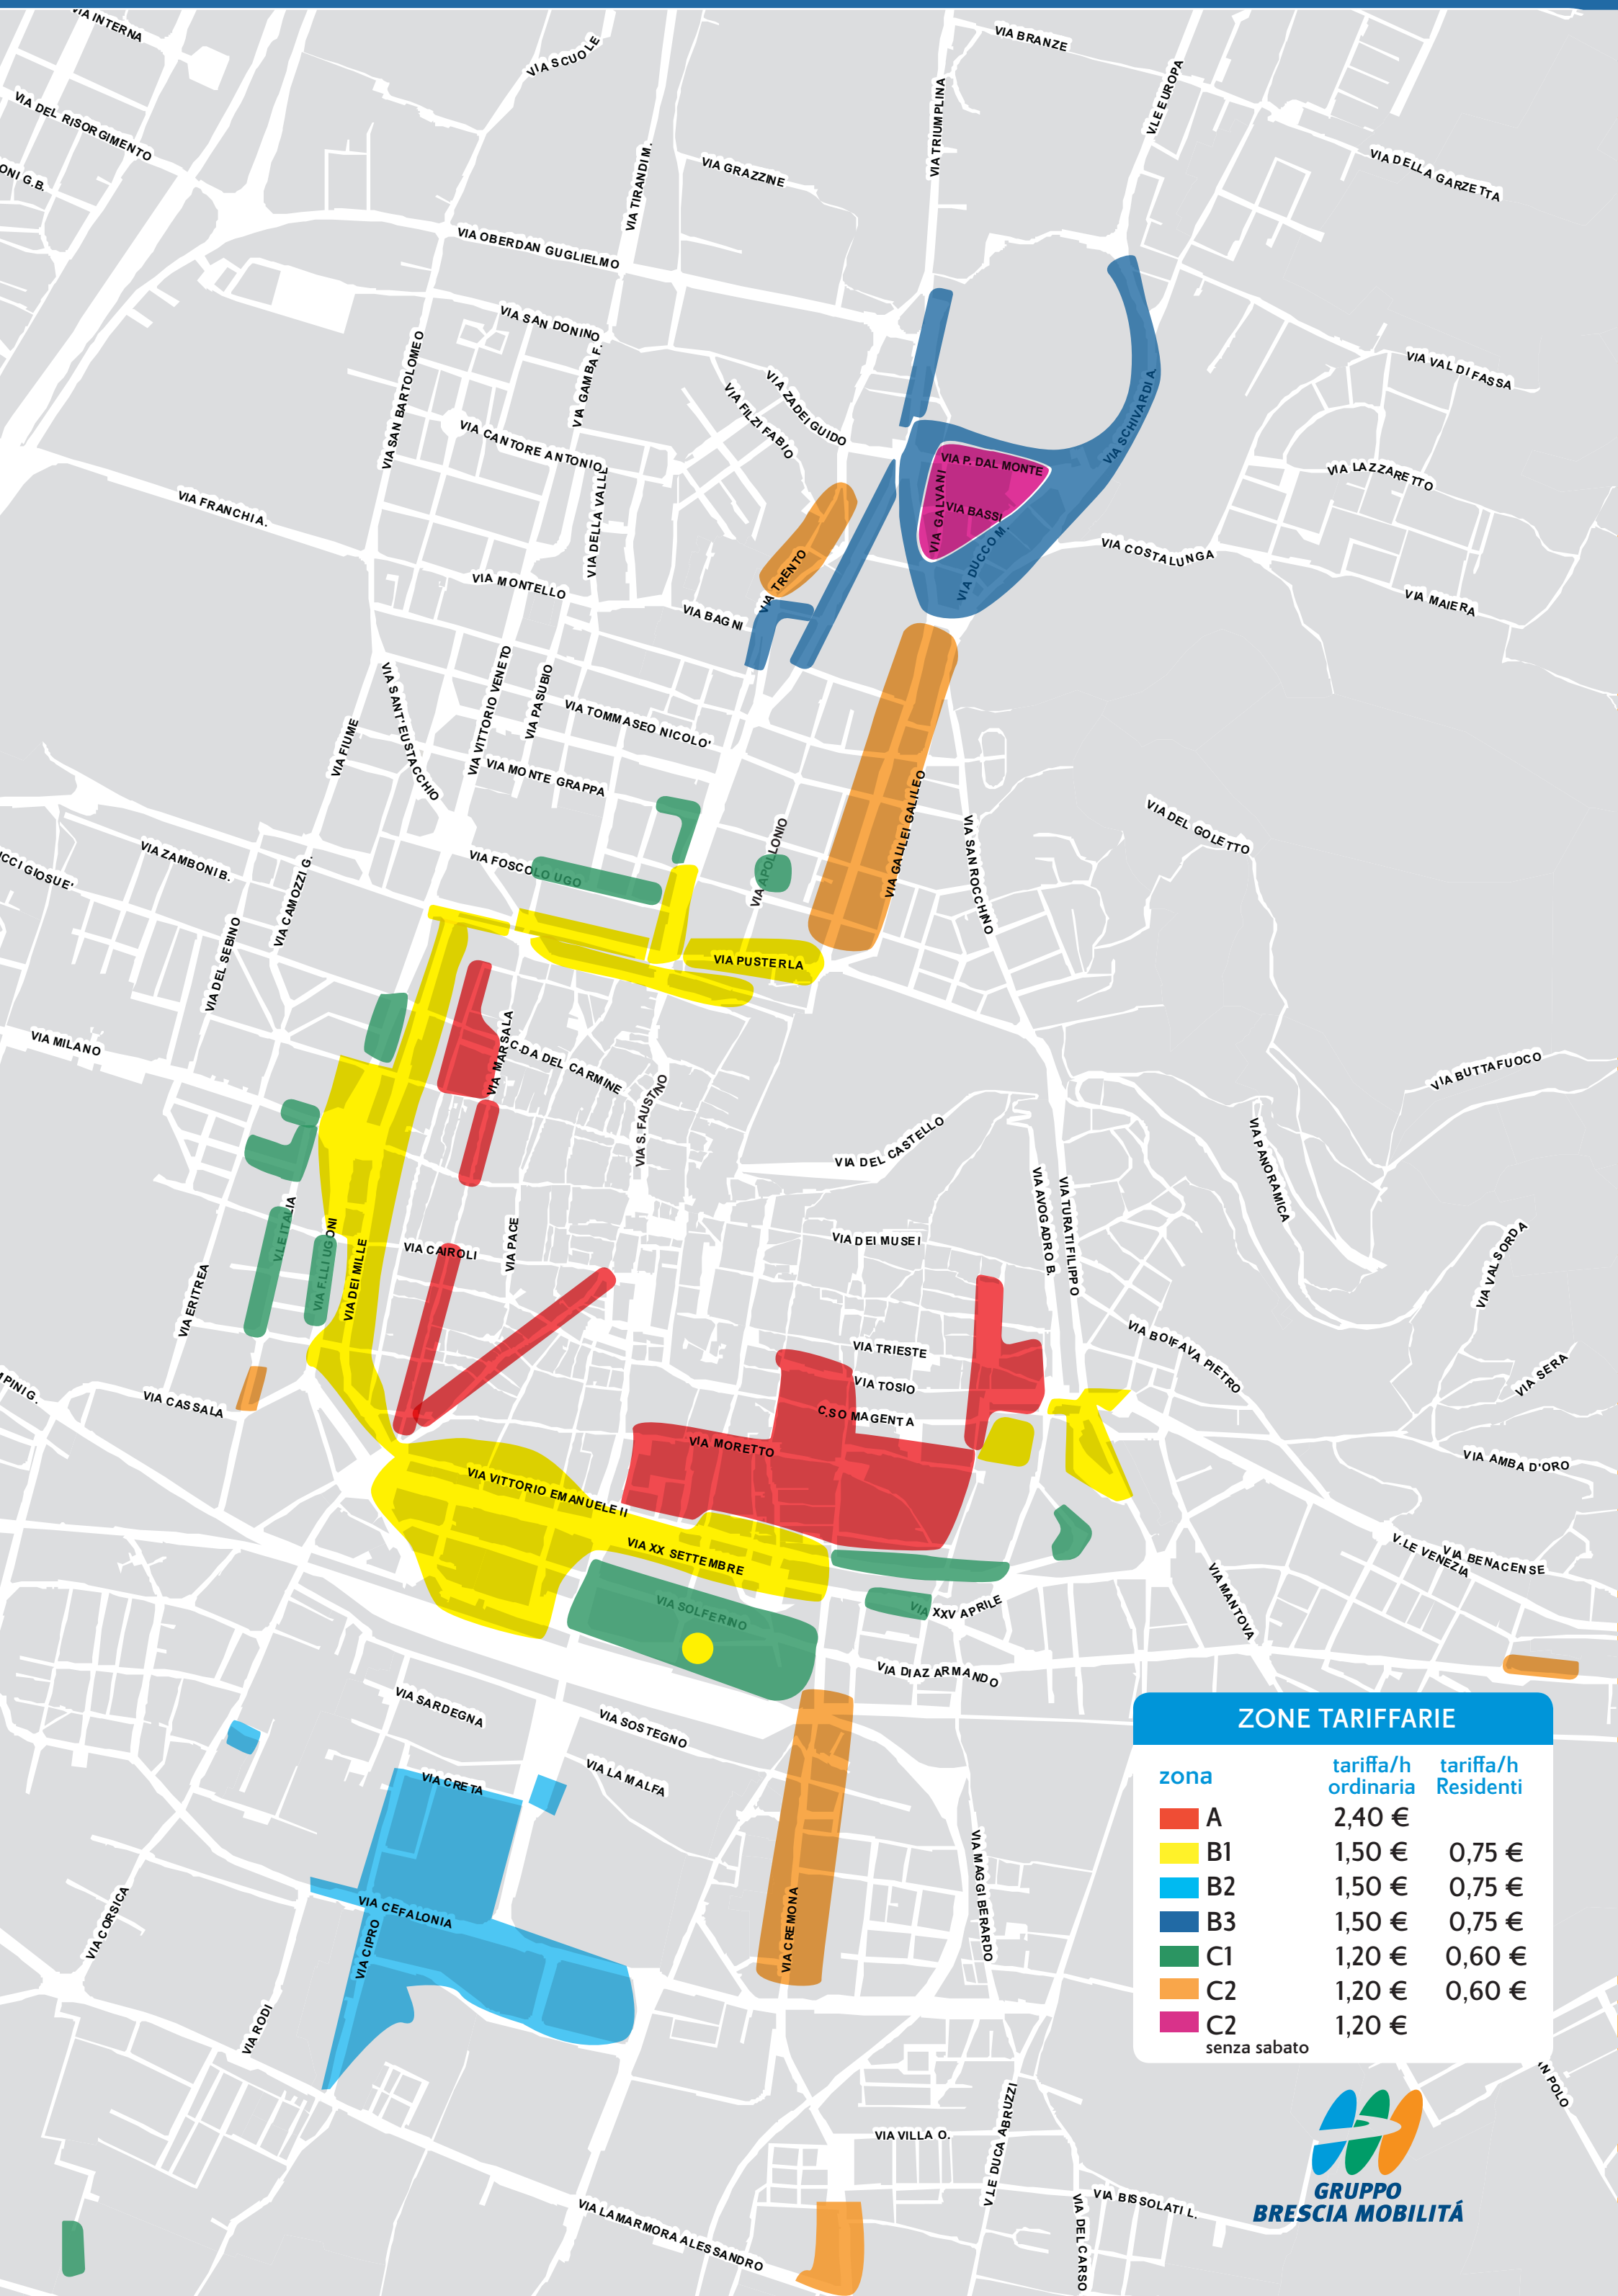 VIA INTERNA
VIA SCUOLE
VIA BRANZE
VIA TRIUMPLINA
V.LE EUROPA
VIA DEL RISORGIMENTO
ONI G.B.
VIA TIRANDI M.
VIA GRAZZINE
VIA DELLA GARZETTA
VIA OBERDAN GUGLIELMO
VIA SAN DONINO
VIA SAN BARTOLOMEO
VIA GAMBA F.
VIA ZADEI GUIDO
VIA FILZI FABIO
VIA VAL DI FASSA
VIA SCHIVARDI A.
VIA CANTORE ANTONIO
VIA P. DAL MONTE
VIA GALVANI
VIA BASSI
VIA DUCCO M.
VIA LAZZARETTO
VIA FRANCHI A.
VIA DELLA VALLE
VIA TRENTO
VIA COSTALUNGA
VIA MONTELLO
VIA BAGNI
VIA MAIERA
VIA SANT'EUSTACCHIO
VIA VITTORIO VENETO
VIA PASUBIO
VIA TOMMASEO NICOLO'
VIA FIUME
VIA MONTE GRAPPA
VIA GALILEI GALILEO
VIA SAN ROCCHINO
VIA DEL GOLETTO
VIA APOLLONIO
VIA ZAMBONI B.
UCCI GIOSUE'
VIA CAMOZZI G.
VIA FOSCOLO UGO
VIA DEL SEBINO
VIA PUSTERLA
VIA MILANO
VIA MARSALA
C.DA DEL CARMINE
VIA S. FAUSTINO
VIA BUTTAFUOCO
VIA DEL CASTELLO
VIA PANORAMICA
VIA AVOGADRO B.
VIA TURATI FILIPPO
V.LE ITALIA
VIA F.LLI UGONI
VIA DEI MILLE
VIA CAIROLI
VIA PACE
VIA DEI MUSEI
VIA VALSORDA
VIA ERITREA
VIA TRIESTE
VIA BOIFAVA PIETRO
VIA TOSIO
VIA SERA
MPINI G.
VIA CASSALA
C.SO MAGENTA
VIA MORETTO
VIA AMBA D'ORO
VIA VITTORIO EMANUELE II
VIA XX SETTEMBRE
V.LE VENEZIA
VIA BENACENSE
VIA MANTOVA
VIA SOLFERINO
VIA XXV APRILE
VIA DIAZ ARMANDO
VIA SARDEGNA
VIA SOSTEGNO
VIA CRETA
VIA LA MALFA
VIA MAGGI BERARDO
VIA CORSICA
VIA CEFALONIA
VIA CIPRO
VIA CREMONA
VIA RODI
VIA VILLA O.
V.LE DUCA ABRUZZI
VIA BISSOLATI L.
VIA DEL CARSO
VIA LAMARMORA ALESSANDRO
N POLO
ZONE TARIFFARIE
zona tariffa/h ordinaria tariffa/h Residenti
A 2,40 €
B1 1,50 € 0,75 €
B2 1,50 € 0,75 €
B3 1,50 € 0,75 €
C1 1,20 € 0,60 €
C2 1,20 € 0,60 €
C2 1,20 €
senza sabato
GRUPPO
BRESCIA MOBILITÁ